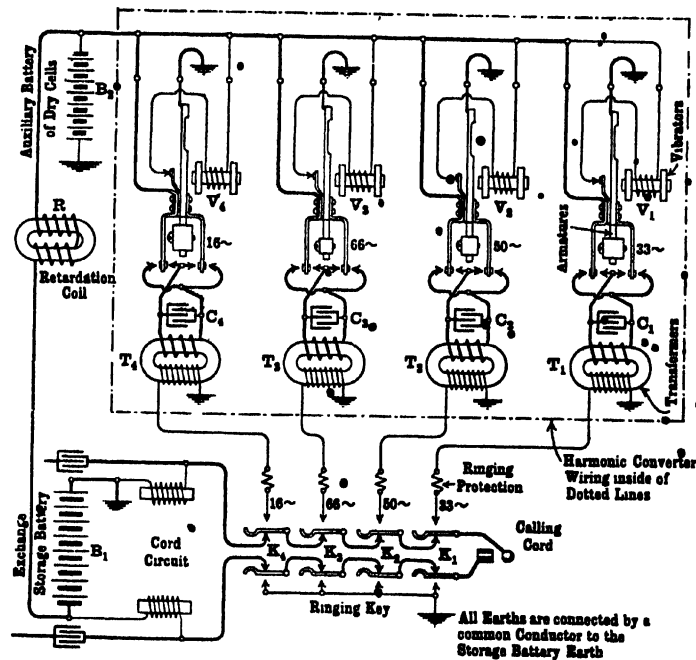 Auxiliary Battery
of Dry Cells
B₂
R
Retardation
Coil
V₄
V₃
V₂
V₁
Vibrators
Armatures
16~
66~
50~
33~
C₄
C₃
C₂
C₁
T₄
T₃
T₂
T₁
Transformers
Harmonic Converter
Wiring inside of
Dotted Lines
Ringing
Protection
16~
66~
50~
33~
Exchange
Storage Battery
B₁
Cord
Circuit
K₄
K₃
K₂
K₁
Calling
Cord
Ringing Key
All Earths are connected by a
common Conductor to the
Storage Battery Earth